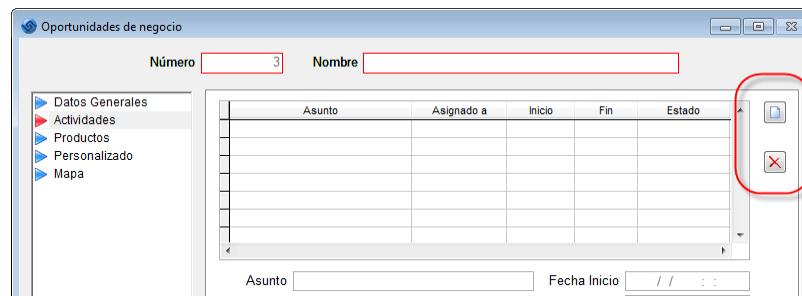 Oportunidades de negocio
Número 3 Nombre
Datos Generales
Actividades
Productos
Personalizado
Mapa
Asunto Asignado a Inicio Fin Estado
Asunto Fecha Inicio / / : :